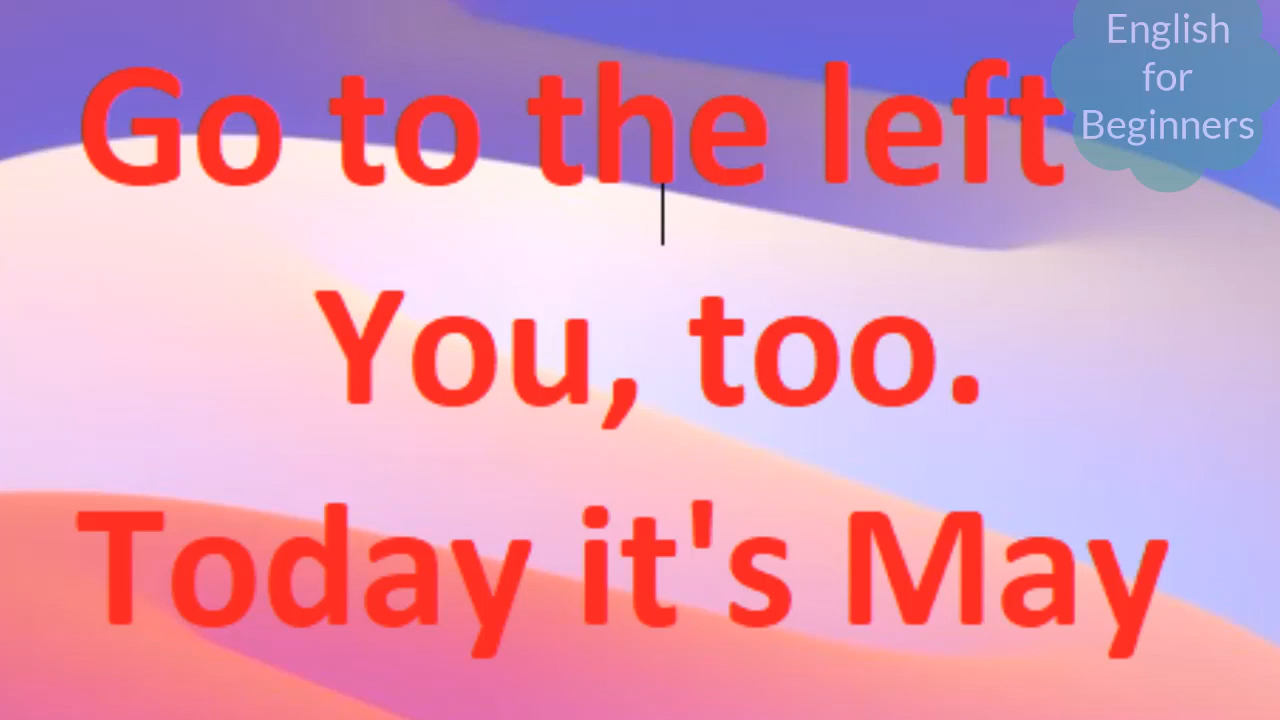 English
for
Beginners
Go to the left
You, too.
Today it's May